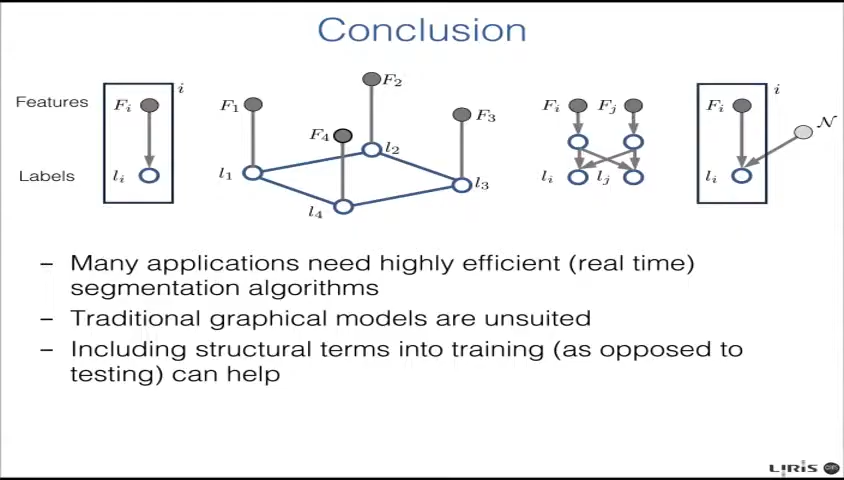 Conclusion
Features
Labels
F_i
i
l_i
F_1
F_2
F_3
F_4
l_1
l_2
l_3
l_4
F_i F_j
l_i l_j
F_i
i
𝒩
l_i
– Many applications need highly efficient (real time)
segmentation algorithms
– Traditional graphical models are unsuited
– Including structural terms into training (as opposed to
testing) can help
LIRIS